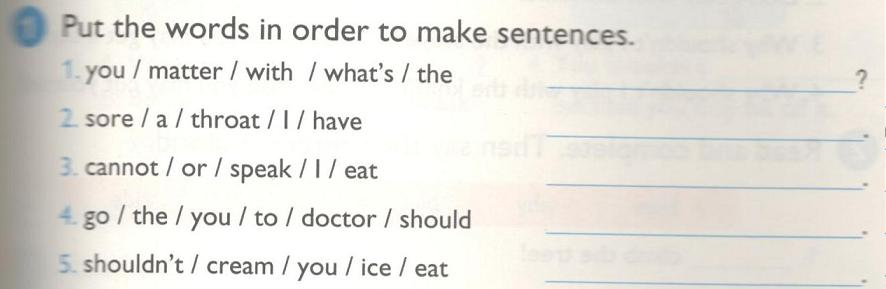 1 Put the words in order to make sentences.
1. you / matter / with / what's / the ?
2. sore / a / throat / I / have .
3. cannot / or / speak / I / eat .
4. go / the / you / to / doctor / should .
5. shouldn't / cream / you / ice / eat .